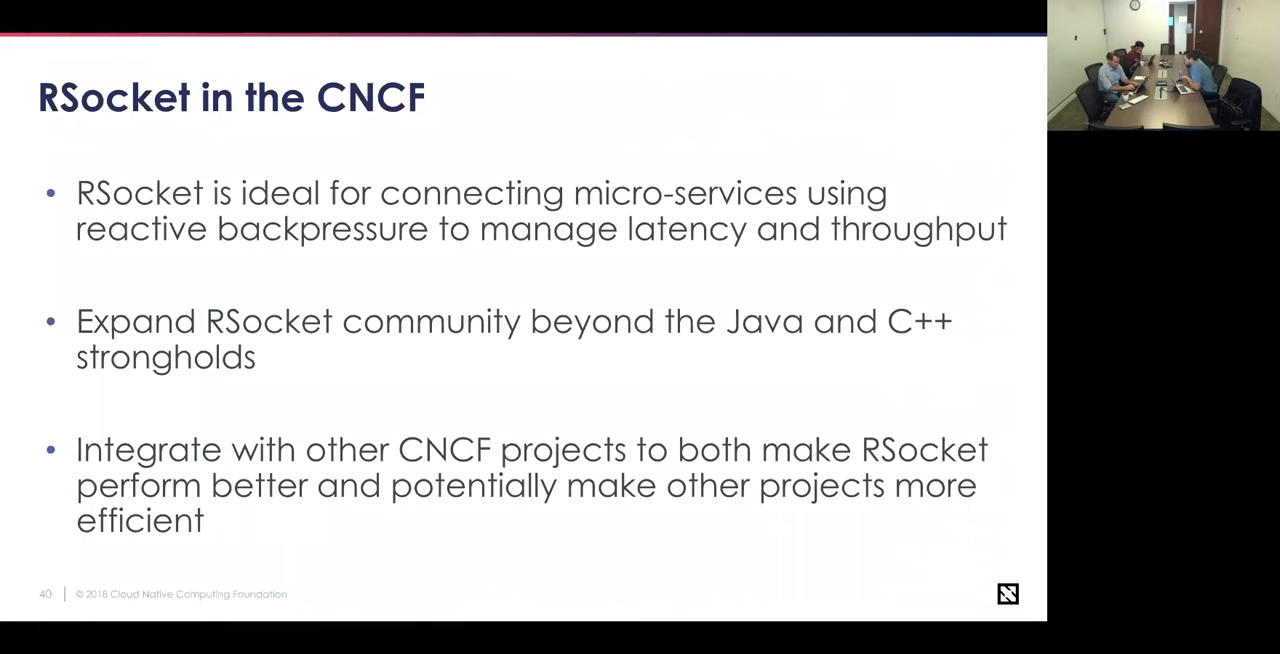 RSocket in the CNCF
• RSocket is ideal for connecting micro-services using
reactive backpressure to manage latency and throughput
• Expand RSocket community beyond the Java and C++
strongholds
• Integrate with other CNCF projects to both make RSocket
perform better and potentially make other projects more
efficient
40 | © 2018 Cloud Native Computing Foundation